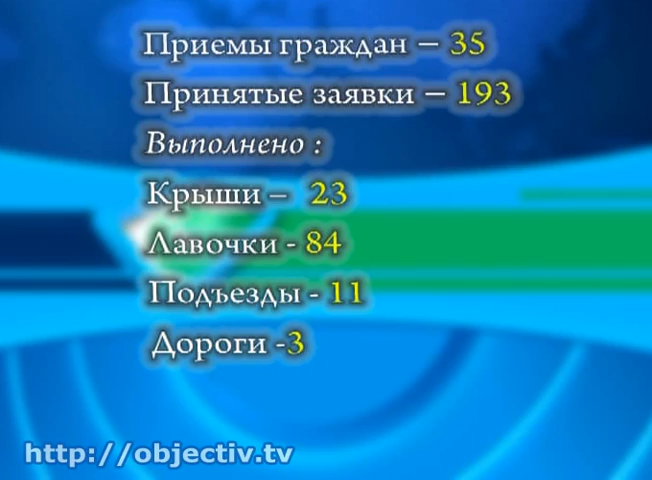 Приемы граждан – 35
Принятые заявки – 193
Выполнено :
Крыши – 23
Лавочки - 84
Подъезды - 11
Дороги -3
http://objectiv.tv